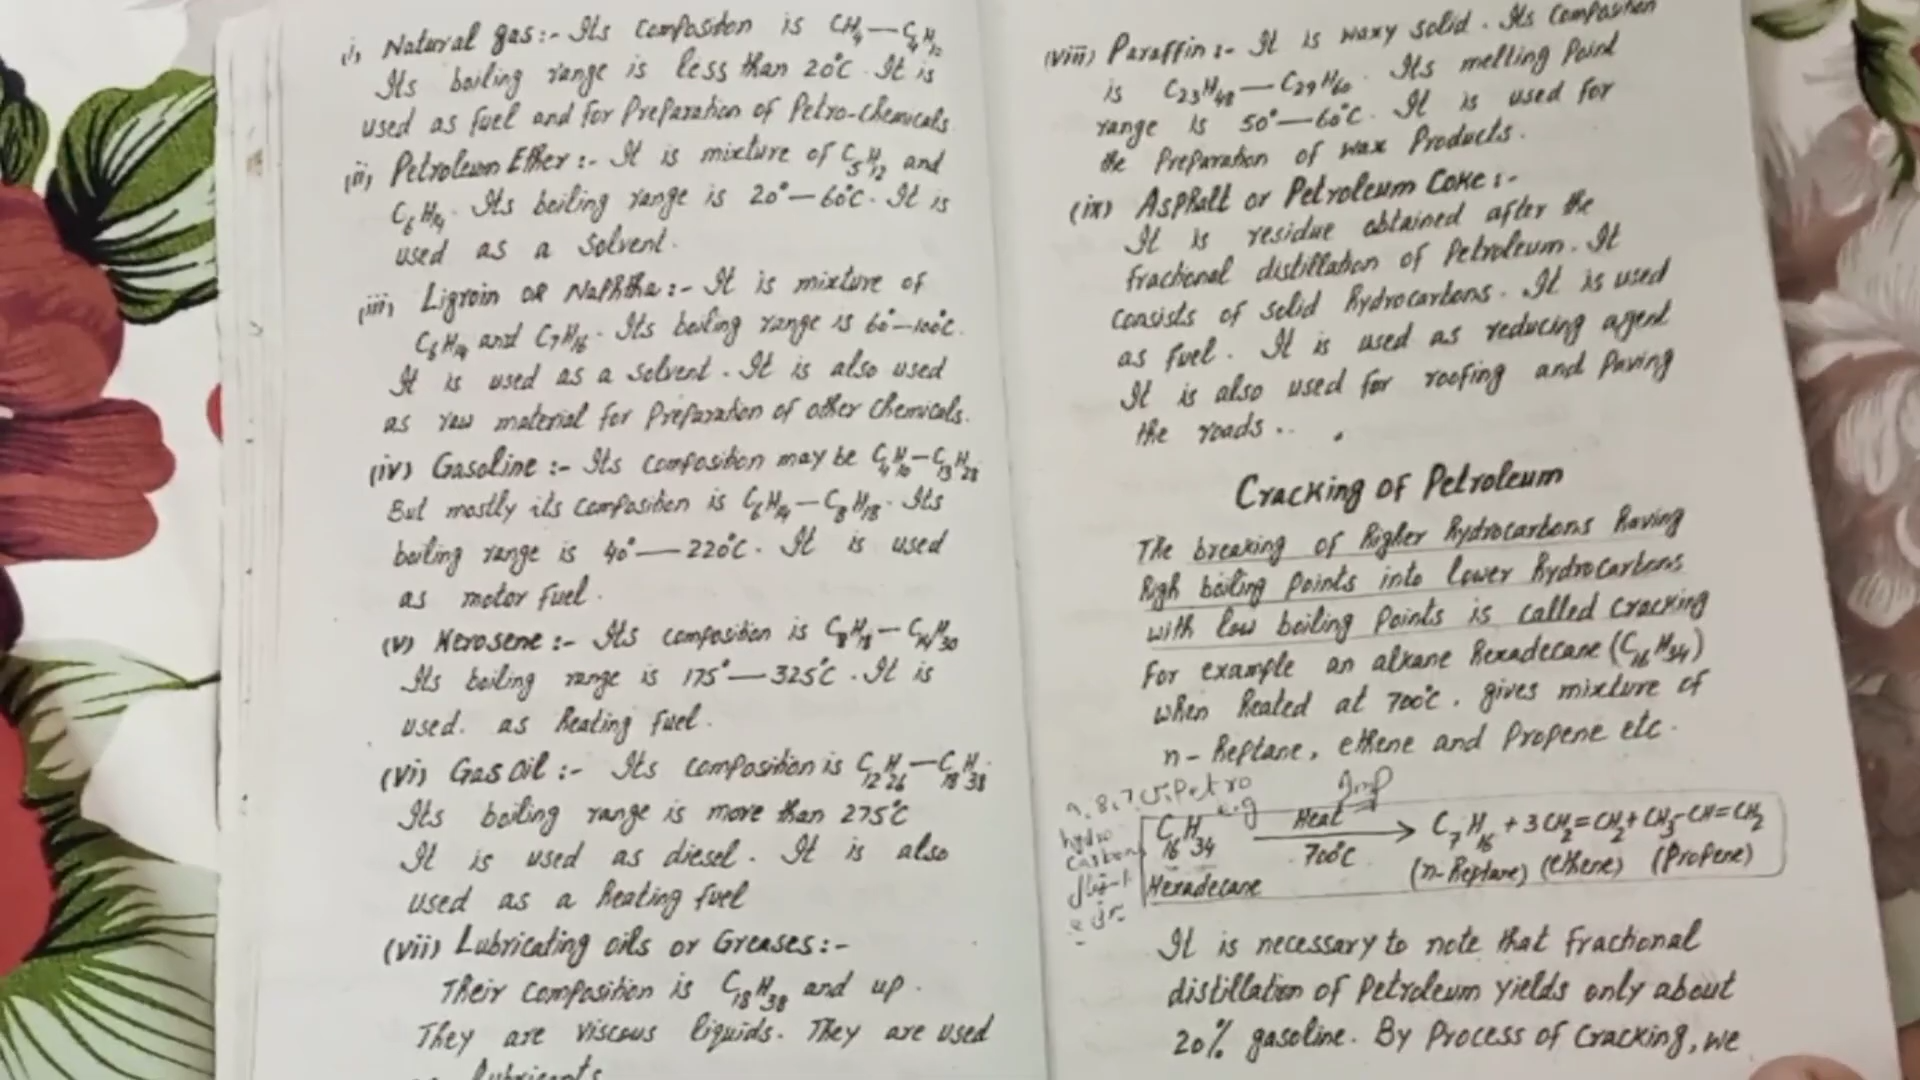 (i) Natural gas:- Its composition is CH₄—C₄H₁₀
Its boiling range is less than 20°C. It is
used as fuel and for Preparation of Petro-chemicals
(ii) Petroleum Ether:- It is mixture of C₅H₁₂ and
C₆H₁₄. Its boiling range is 20°—60°C. It is
used as a solvent.
(iii) Ligroin or Naphtha:- It is mixture of
C₆H₁₄ and C₇H₁₆. Its boiling range is 60°—100°C.
It is used as a solvent. It is also used
as raw material for Preparation of other chemicals.
(iv) Gasoline:- Its composition may be C₄H₁₀—C₁₃H₂₈
But mostly its composition is C₆H₁₄—C₈H₁₈. Its
boiling range is 40°—220°C. It is used
as motor fuel.
(v) Kerosene:- Its composition is C₈H₁₈—C₁₄H₃₀
Its boiling range is 175°—325°C. It is
used. as heating fuel.
(vi) Gas Oil:- Its composition is C₁₂H₂₆—C₁₈H₃₈
Its boiling range is more than 275°C
It is used as diesel. It is also
used as a heating fuel
(vii) Lubricating oils or Greases:-
Their composition is C₁₈H₃₈ and up.
They are viscous liquids. They are used
Lubricants
(viii) Paraffin:- It is waxy solid. Its composition
is C₂₃H₄₈—C₂₉H₆₀. Its melting point
range is 50°—60°C. It is used for
the Preparation of wax Products.
(ix) Asphalt or Petroleum Coke:-
It is residue obtained after the
fractional distillation of Petroleum. It
consists of solid hydrocarbons. It is used
as fuel. It is used as reducing agent
It is also used for roofing and Paving
the roads..
Cracking of Petroleum
The breaking of higher hydrocarbons having
high boiling points into lower hydrocarbons
with low boiling points is called cracking
For example an alkane hexadecane (C₁₆H₃₄)
when heated at 700°C. gives mixture of
n-heptane, ethene and propene etc.
Petro
e.g
Imp
hydro
carbon
C₁₆H₃₄ Heat 700°C → C₇H₁₆ + 3CH₂=CH₂ + CH₃-CH=CH₂
Hexadecane (n-heptane) (ethene) (Propene)
It is necessary to note that fractional
distillation of Petroleum yields only about
20% gasoline. By Process of cracking, we